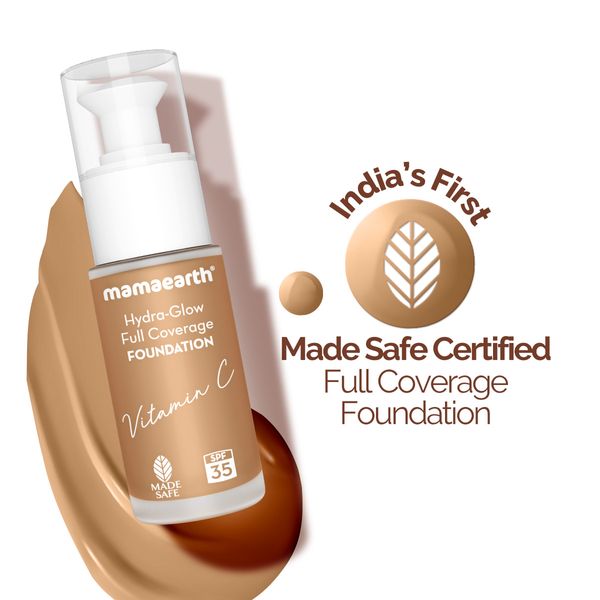 mamaearth®
Hydra-Glow
Full Coverage
FOUNDATION
Vitamin C
MADE
SAFE
SPF
35
India's First
Made Safe Certified
Full Coverage
Foundation